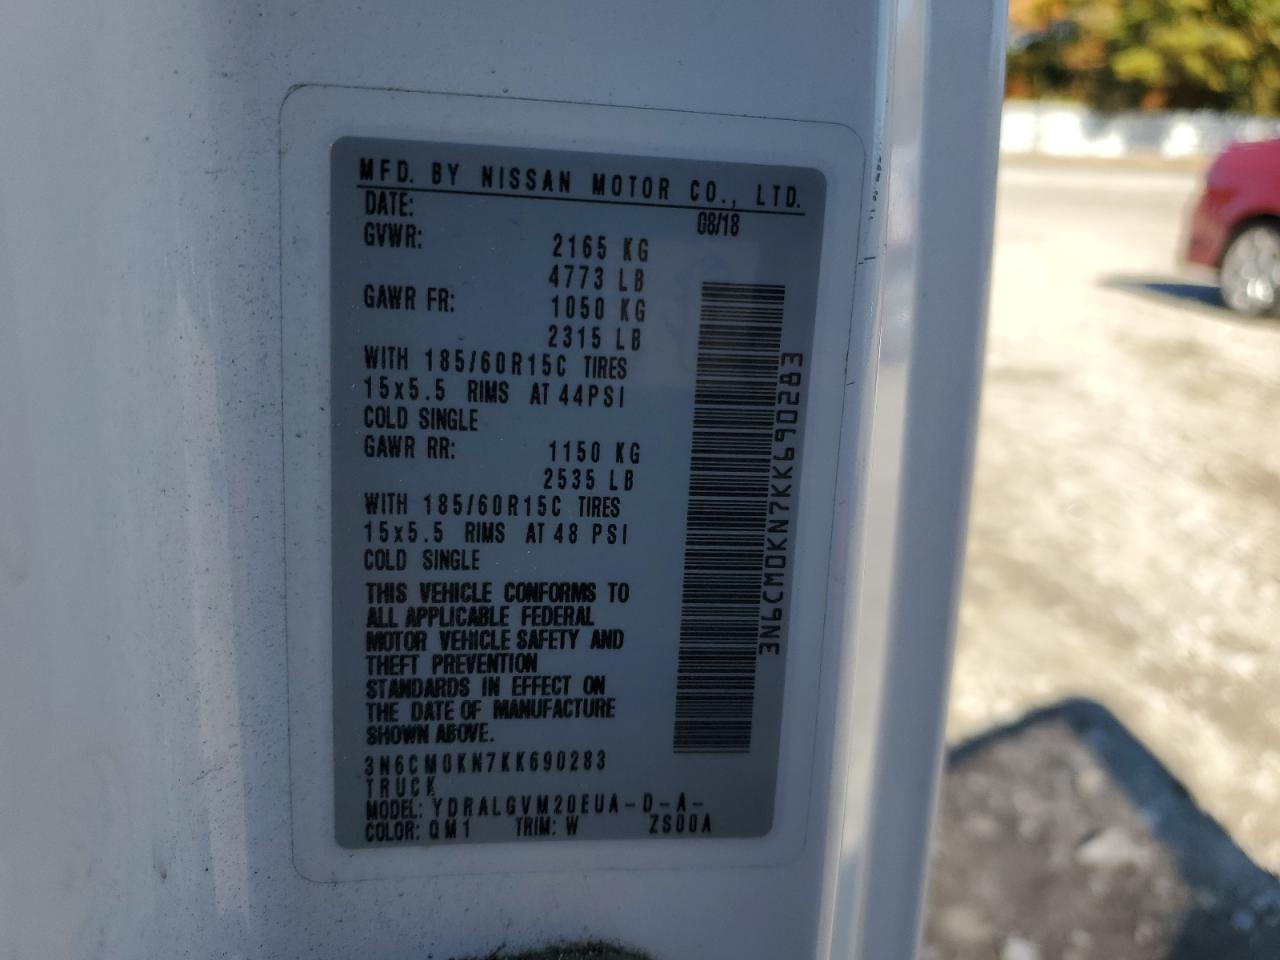 MFD. BY NISSAN MOTOR CO., LTD.
DATE: 08/18
GVWR: 2165 KG
4773 LB
GAWR FR: 1050 KG
2315 LB
WITH 185/60R15C TIRES
15x5.5 RIMS AT 44PSI
COLD SINGLE
GAWR RR: 1150 KG
2535 LB
WITH 185/60R15C TIRES
15x5.5 RIMS AT 48 PSI
COLD SINGLE
THIS VEHICLE CONFORMS TO
ALL APPLICABLE FEDERAL
MOTOR VEHICLE SAFETY AND
THEFT PREVENTION
STANDARDS IN EFFECT ON
THE DATE OF MANUFACTURE
SHOWN ABOVE.
3N6CM0KN7KK690283
TRUCK
MODEL: YDRALGVM20EUA-D-A-
COLOR: QM1 TRIM: W ZS00A
3N6CM0KN7KK690283